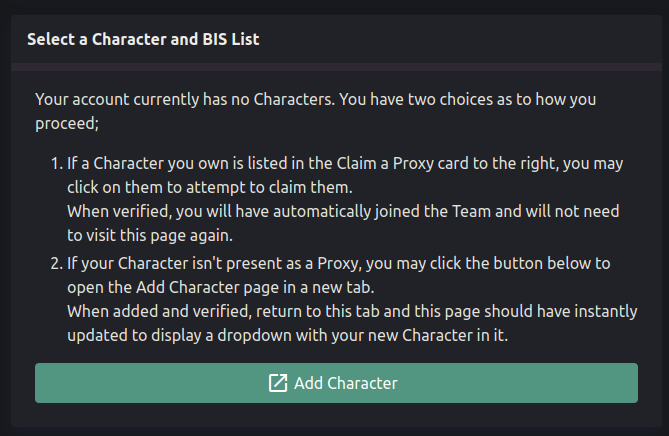 Select a Character and BIS List
Your account currently has no Characters. You have two choices as to how you
proceed;
1. If a Character you own is listed in the Claim a Proxy card to the right, you may
click on them to attempt to claim them.
When verified, you will have automatically joined the Team and will not need
to visit this page again.
2. If your Character isn't present as a Proxy, you may click the button below to
open the Add Character page in a new tab.
When added and verified, return to this tab and this page should have instantly
updated to display a dropdown with your new Character in it.
Add Character